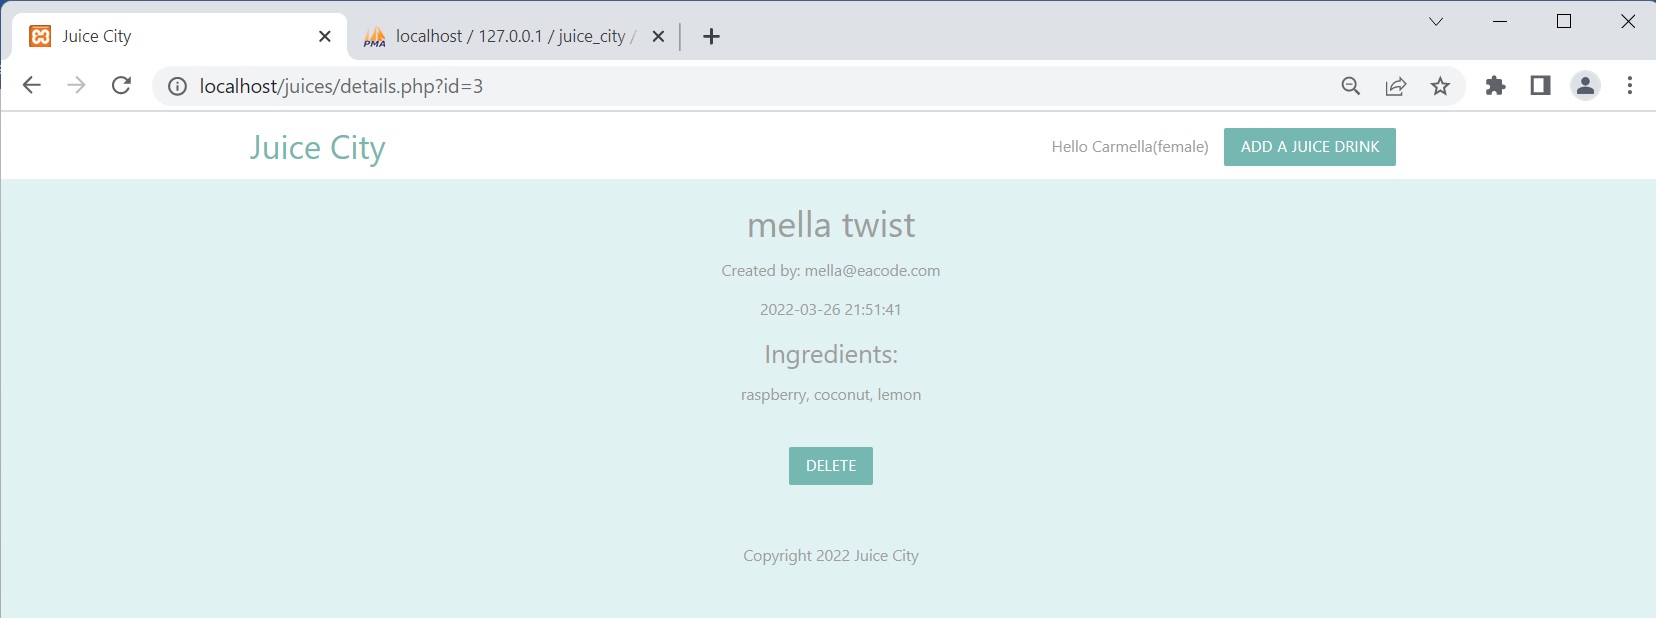 Juice City
PMA localhost / 127.0.0.1 / juice_city /
localhost/juices/details.php?id=3
Juice City
Hello Carmella(female) ADD A JUICE DRINK
mella twist
Created by: mella@eacode.com
2022-03-26 21:51:41
Ingredients:
raspberry, coconut, lemon
DELETE
Copyright 2022 Juice City